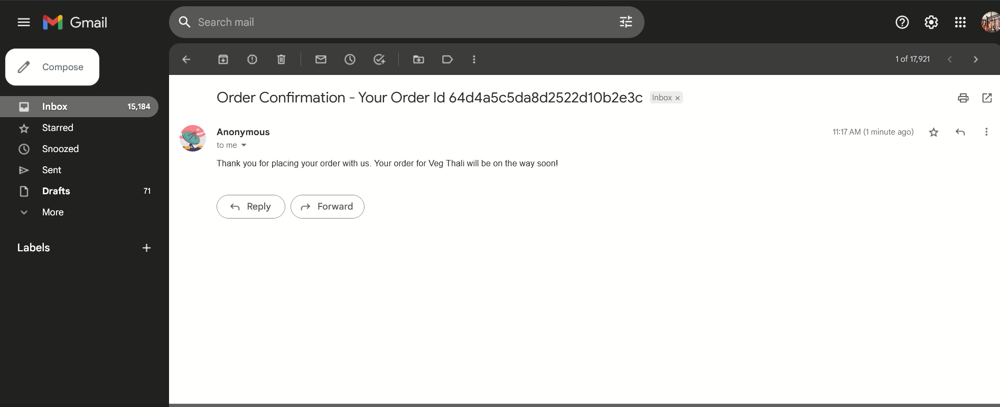 Gmail
Search mail
Compose
1 of 17,921
Inbox 15,184
Starred
Snoozed
Sent
Drafts 71
More
Labels
Order Confirmation - Your Order Id 64d4a5c5da8d2522d10b2e3c Inbox ×
Anonymous 11:17 AM (1 minute ago)
to me
Thank you for placing your order with us. Your order for Veg Thali will be on the way soon!
Reply Forward